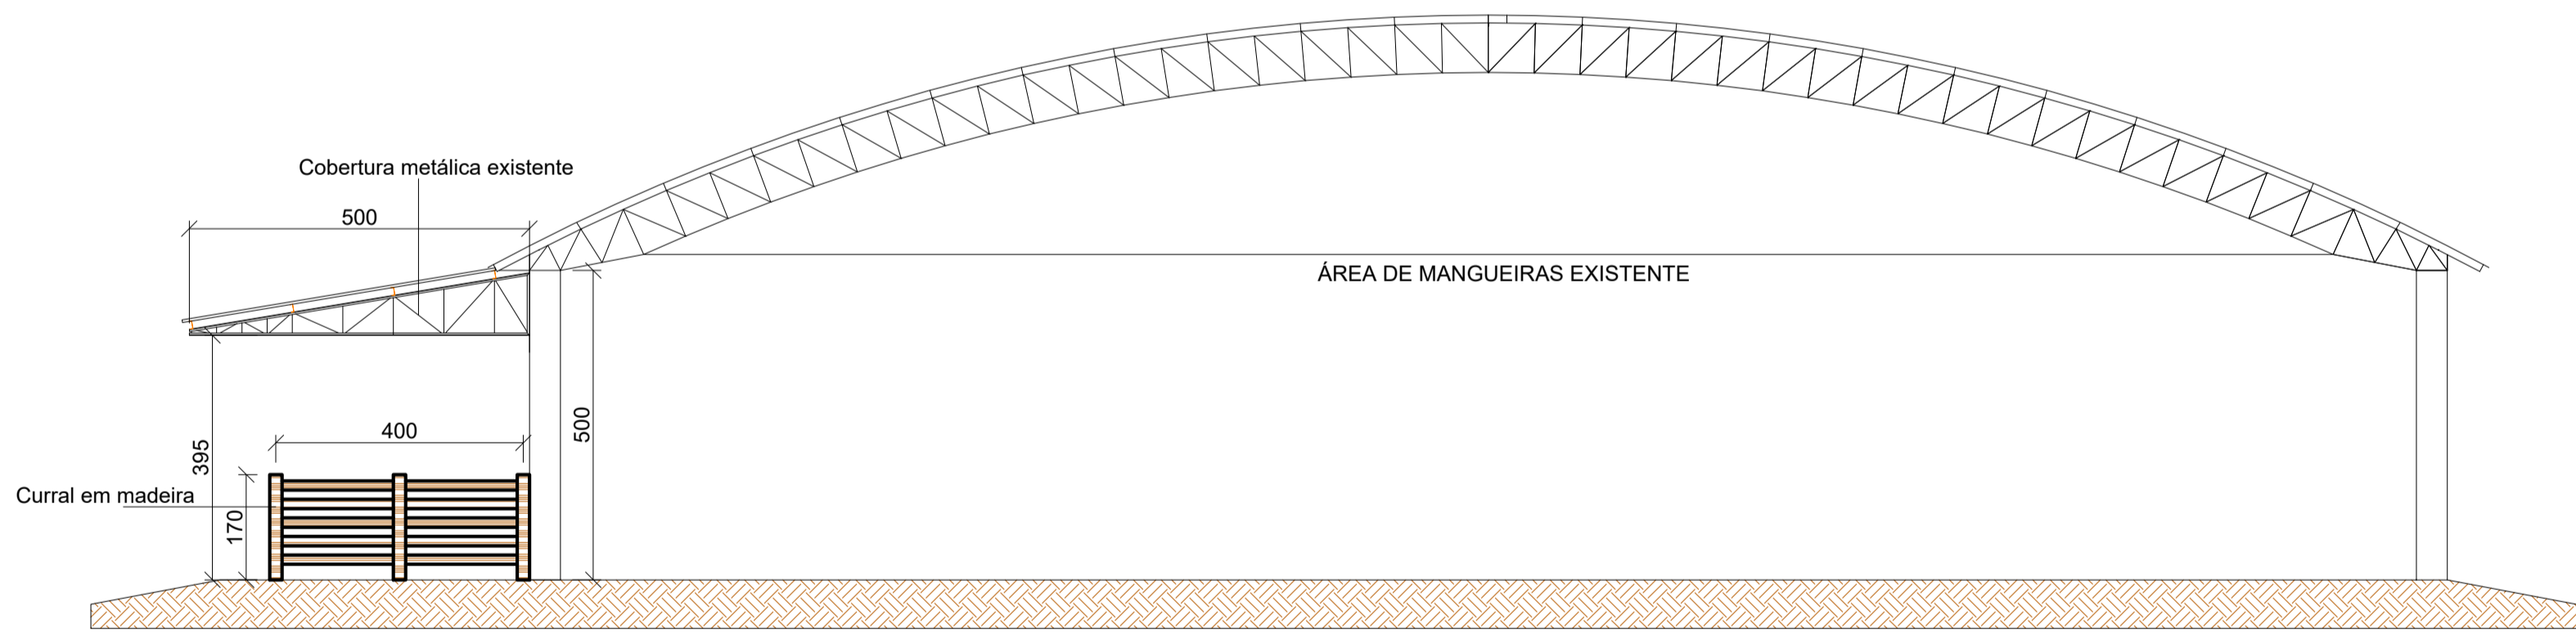 Cobertura metálica existente
500
ÁREA DE MANGUEIRAS EXISTENTE
500
400
395
Curral em madeira
170